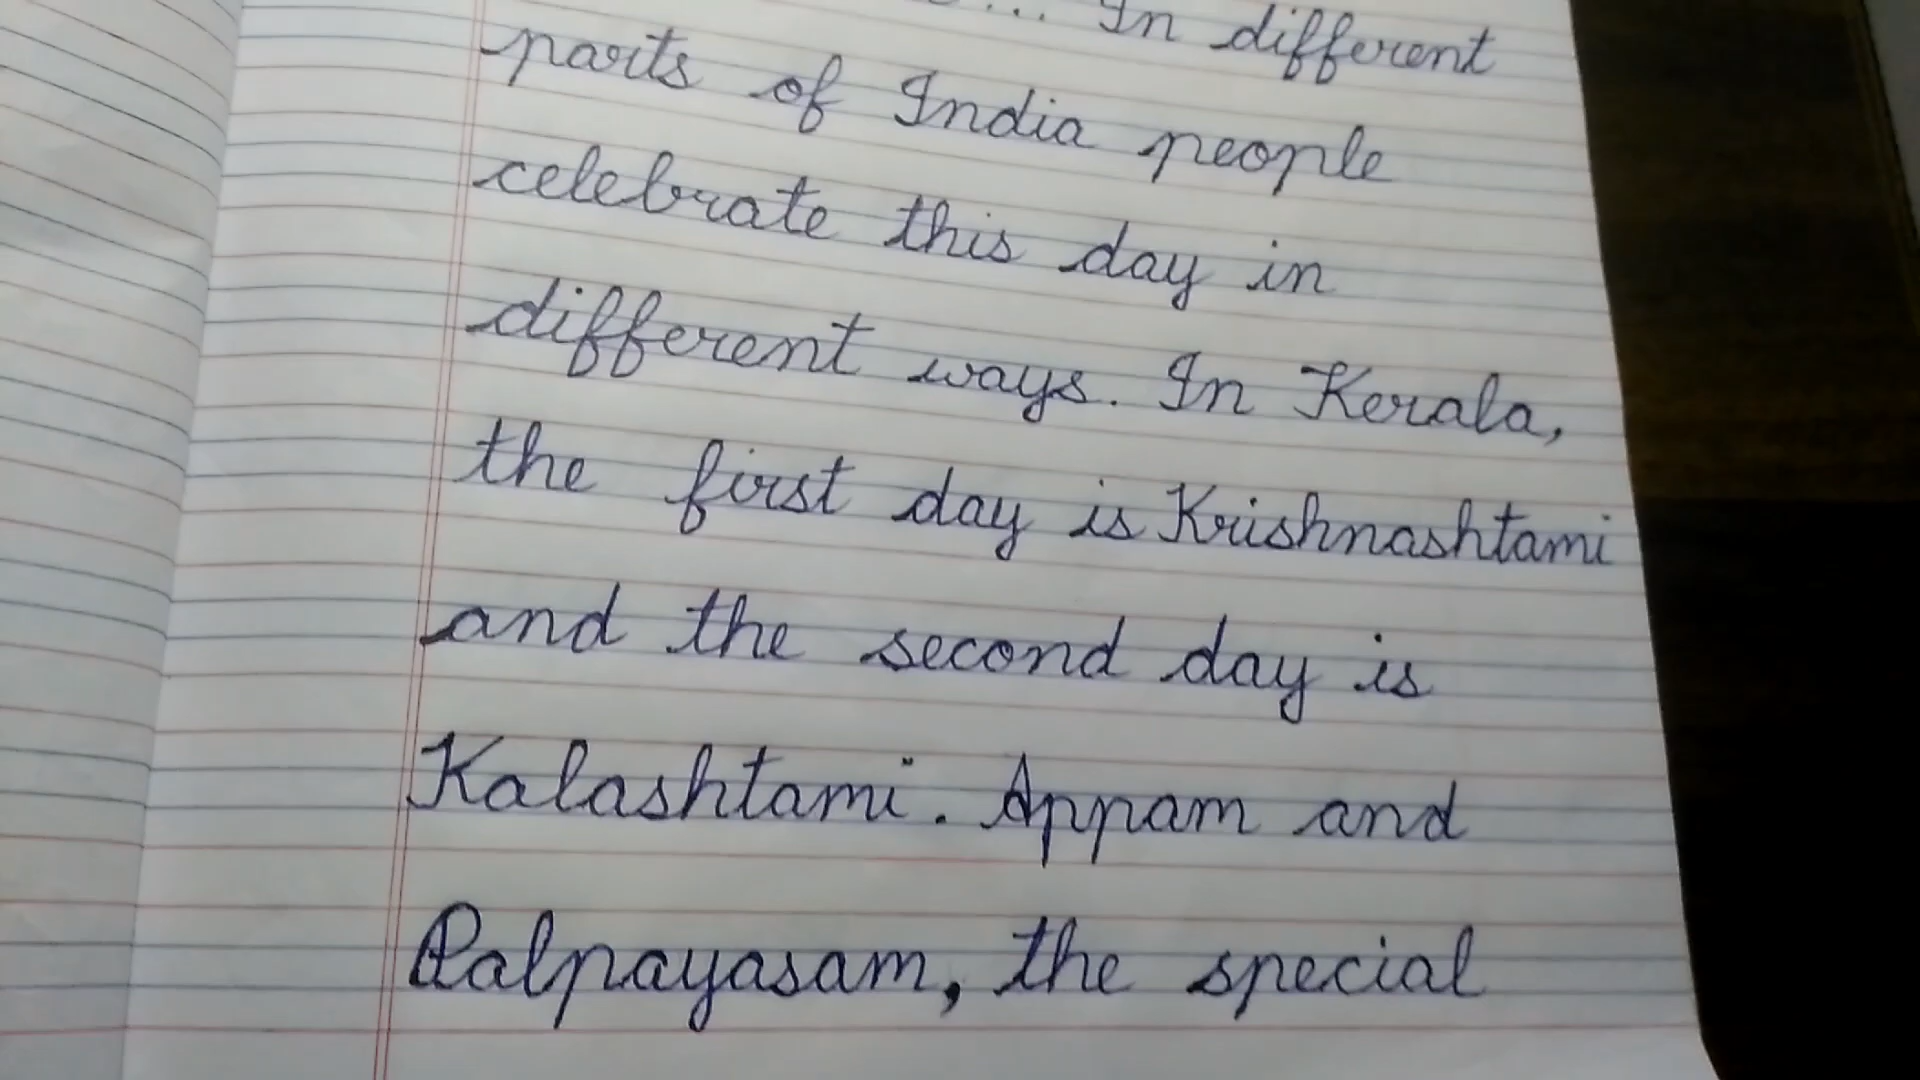 In different
parts of India people
celebrate this day in
different ways. In Kerala,
the first day is Krishnashtami
and the second day is
Kalashtami. Appam and
Palpayasam, the special